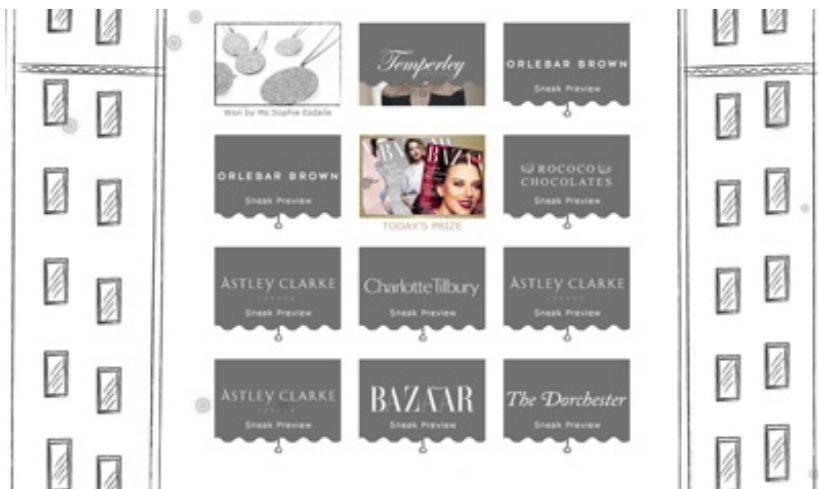 Temperley
ORLEBAR BROWN
Sneak Preview
Won by Ms Sophie Esdaile
ORLEBAR BROWN
Sneak Preview
BAZAAR
TODAY'S PRIZE
ROCOCO
CHOCOLATES
Sneak Preview
ASTLEY CLARKE
LONDON
Sneak Preview
Charlotte Tilbury
Sneak Preview
ASTLEY CLARKE
Sneak Preview
ASTLEY CLARKE
Sneak Preview
BAZAAR
Sneak Preview
The Dorchester
Sneak Preview